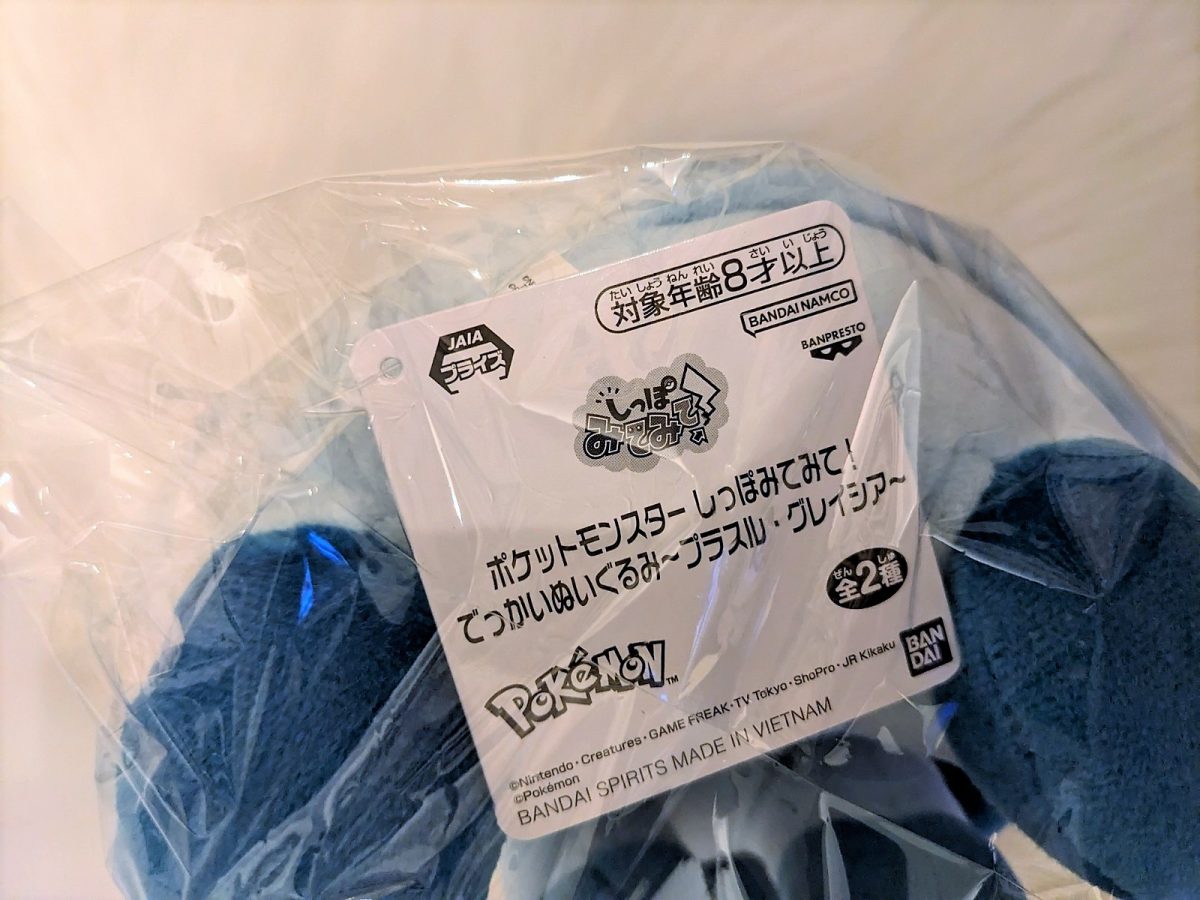 たいしょうねんれい さいいじょう
対象年齢8才以上
JAIA
プライズ
BANDAI NAMCO
BANPRESTO
しっぽ
みてみて!
ポケットモンスター しっぽみてみて!
でっかいぬいぐるみ〜プラスル・グレイシア〜
ぜん しゅ
全2種
POKéMON™
BAN
DAI
©Nintendo・Creatures・GAME FREAK・TV Tokyo・ShoPro・JR Kikaku
©Pokémon
BANDAI SPIRITS MADE IN VIETNAM